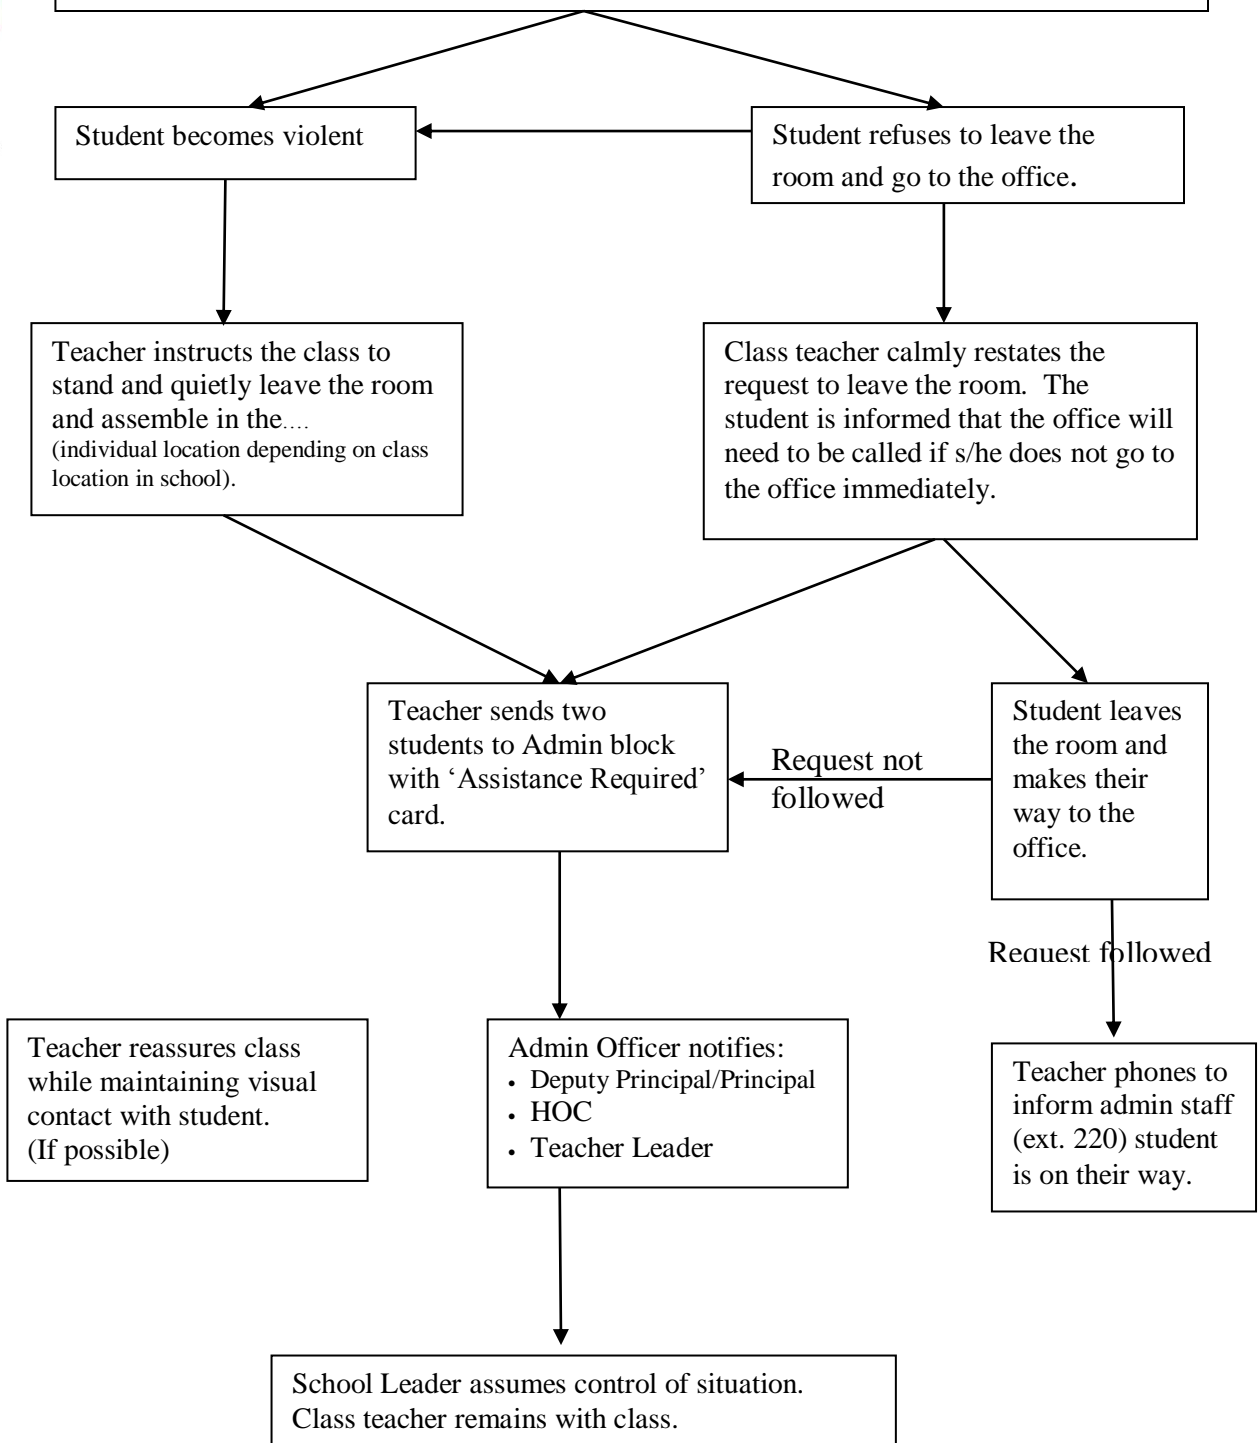 Student becomes violent
Student refuses to leave the
room and go to the office.
Teacher instructs the class to
stand and quietly leave the room
and assemble in the....
(individual location depending on class
location in school).
Class teacher calmly restates the
request to leave the room.  The
student is informed that the office will
need to be called if s/he does not go to
the office immediately.
Teacher sends two
students to Admin block
with ‘Assistance Required’
card.
Request not
followed
Student leaves
the room and
makes their
way to the
office.
Request followed
Teacher reassures class
while maintaining visual
contact with student.
(If possible)
Admin Officer notifies:
• Deputy Principal/Principal
• HOC
• Teacher Leader
Teacher phones to
inform admin staff
(ext. 220) student
is on their way.
School Leader assumes control of situation.
Class teacher remains with class.